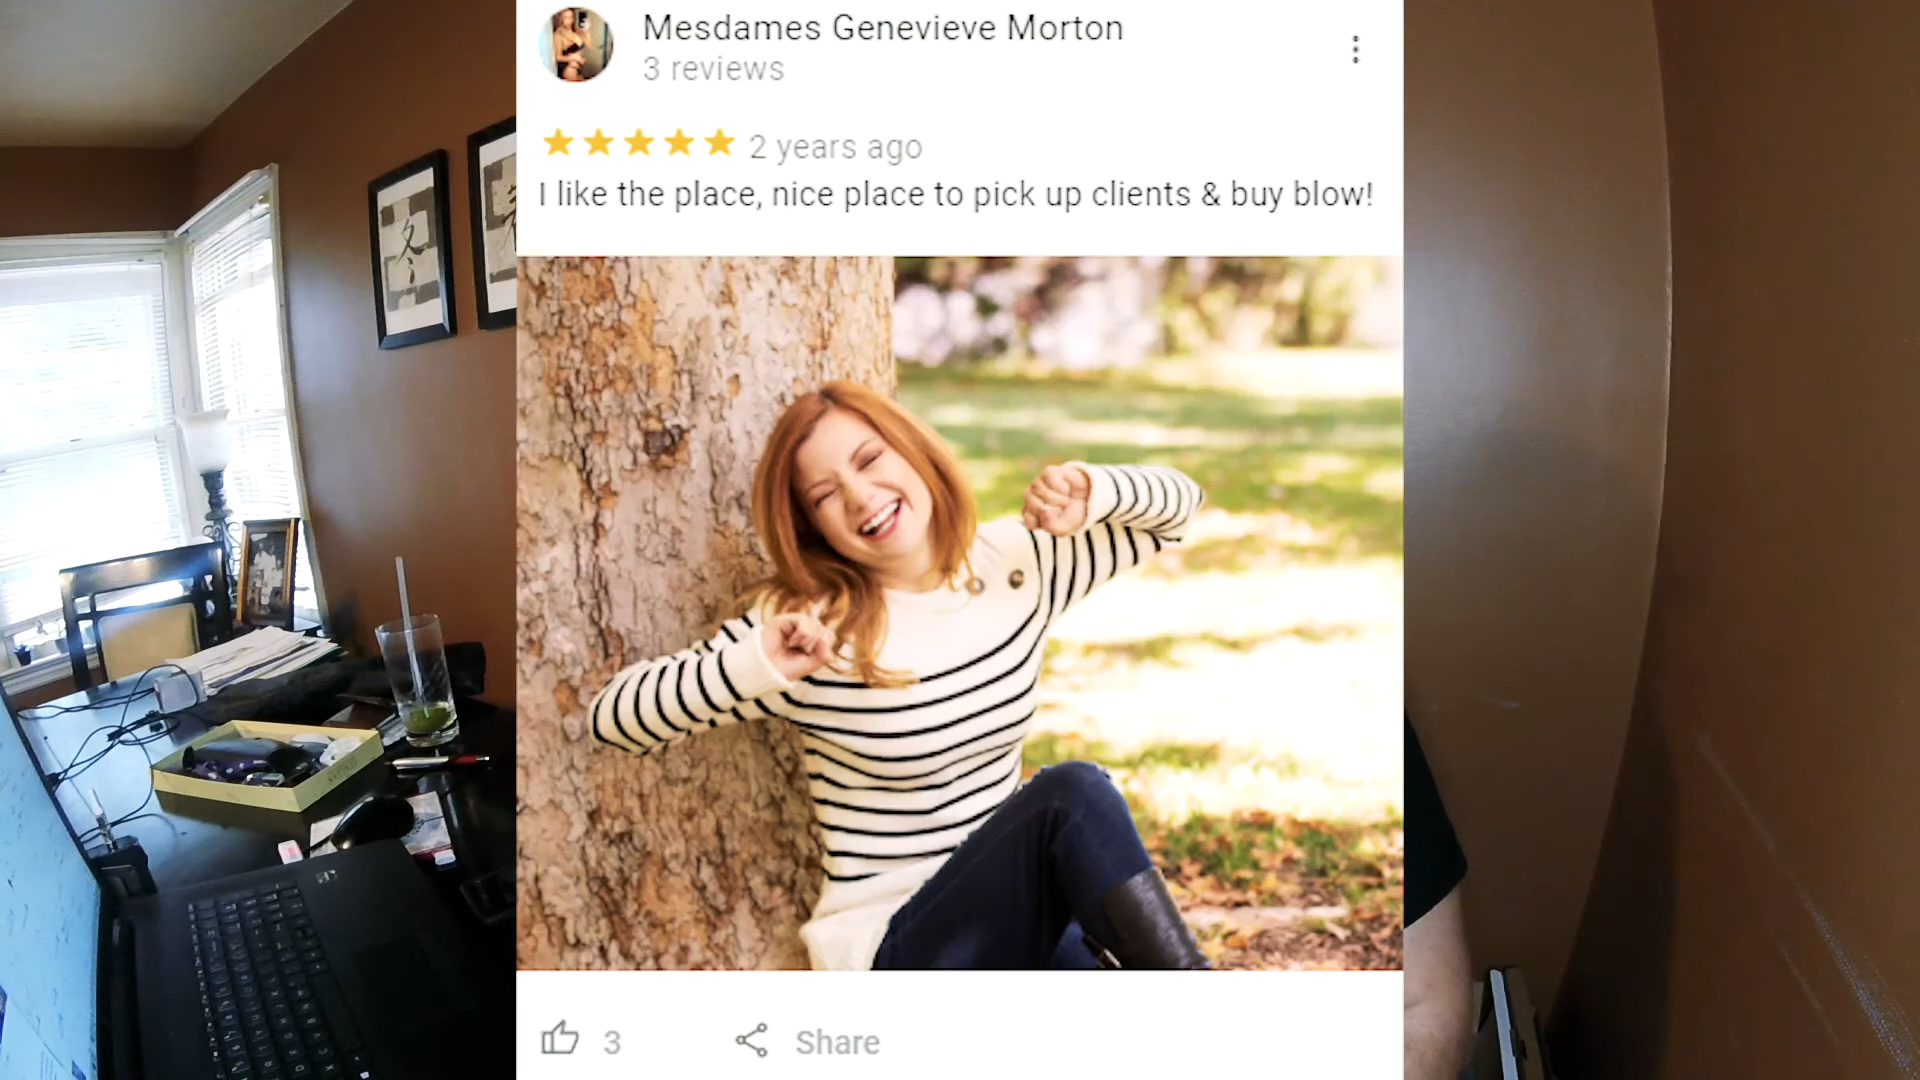 Mesdames Genevieve Morton
3 reviews
2 years ago
I like the place, nice place to pick up clients & buy blow!
冬
3
Share